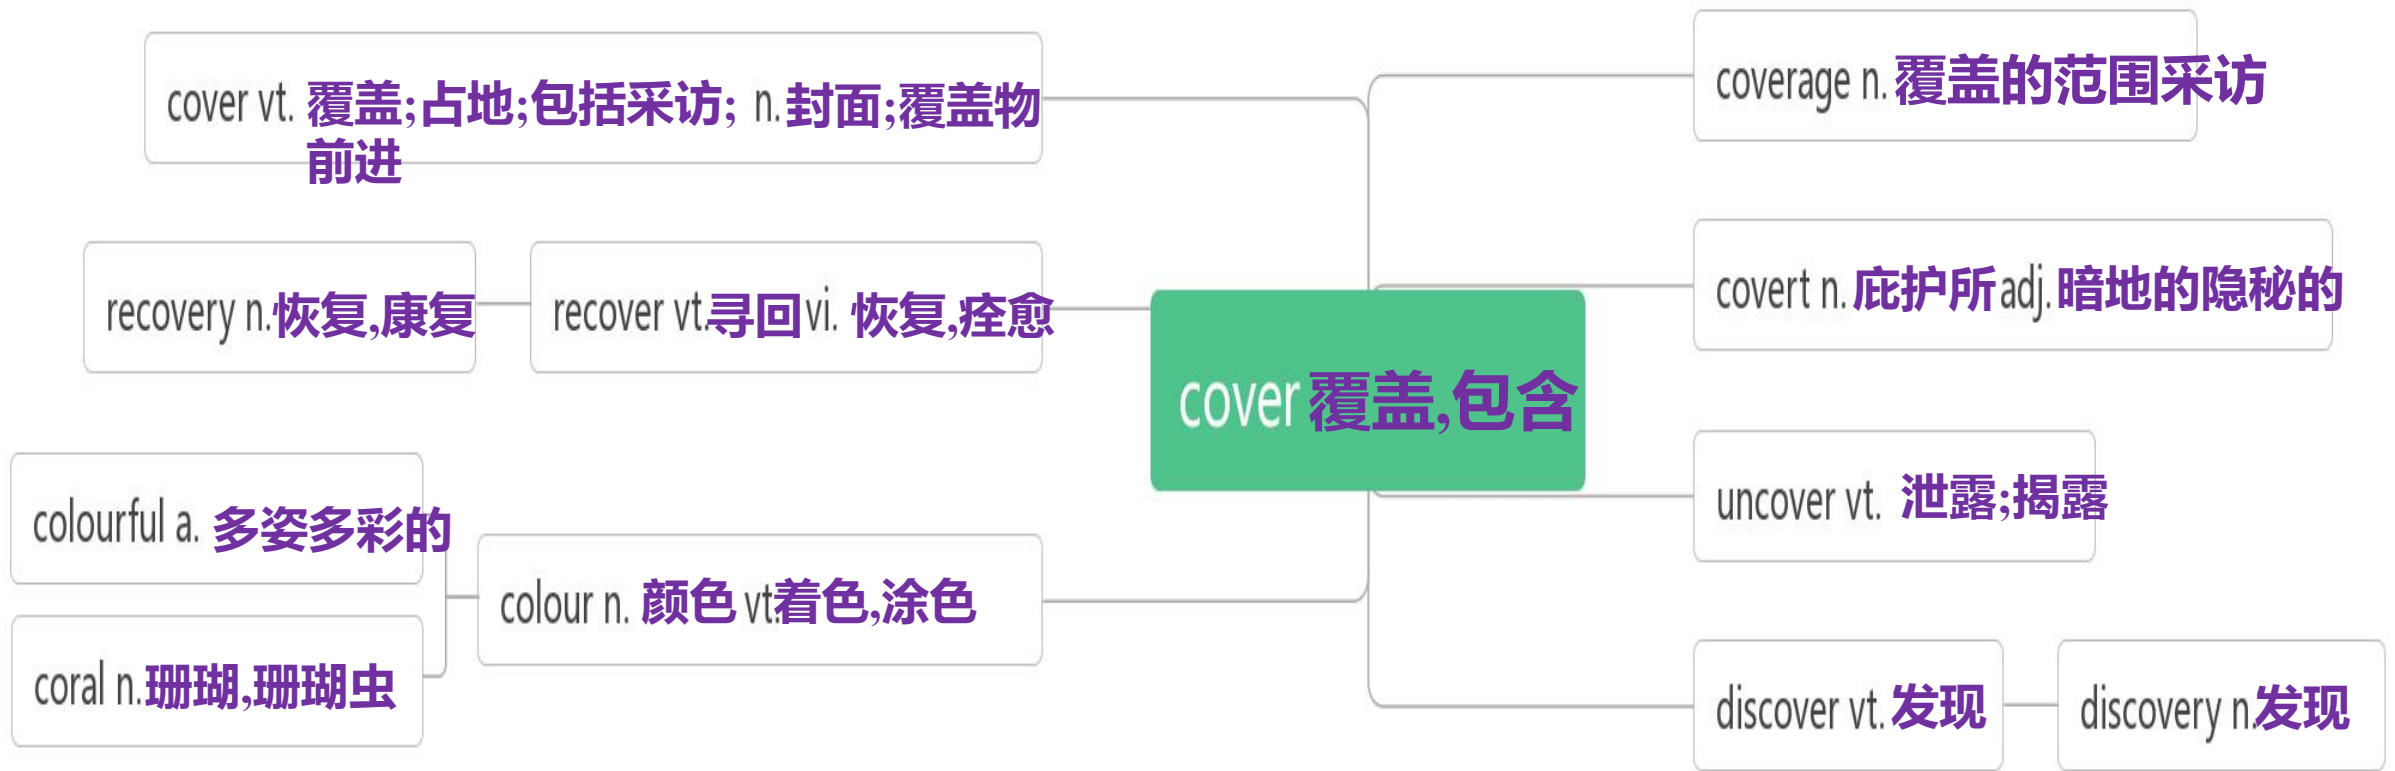 cover vt. 覆盖;占地;包括采访; n.封面;覆盖物
前进
recovery n.恢复,康复
recover vt.寻回vi. 恢复,痊愈
colourful a. 多姿多彩的
colour n. 颜色 vt.着色,涂色
coral n.珊瑚,珊瑚虫
cover 覆盖,包含
coverage n.覆盖的范围采访
covert n.庇护所adj.暗地的隐秘的
uncover vt. 泄露;揭露
discover vt.发现
discovery n.发现